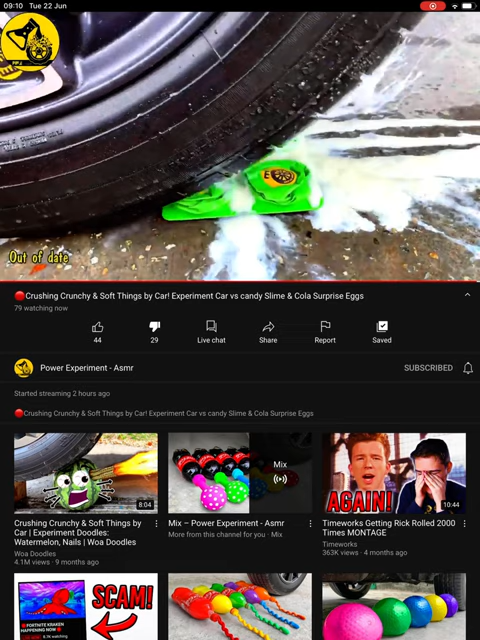 09:10 Tue 22 Jun
Out of date
🔴Crushing Crunchy & Soft Things by Car! Experiment Car vs candy Slime & Cola Surprise Eggs
79 watching now
44
29
Live chat
Share
Report
Saved
Power Experiment - Asmr
SUBSCRIBED
Started streaming 2 hours ago
🔴Crushing Crunchy & Soft Things by Car! Experiment Car vs candy Slime & Cola Surprise Eggs
8:04
Mix
AGAIN!
10:44
Crushing Crunchy & Soft Things by
Car | Experiment Doodles:
Watermelon, Nails | Woa Doodles
Woa Doodles
4.1M views · 9 months ago
Mix – Power Experiment - Asmr
More from this channel for you · Mix
Timeworks Getting Rick Rolled 2000
Times MONTAGE
Timeworks
363K views · 4 months ago
SCAM!
FORTNITE KRAKEN
HAPPENING NOW